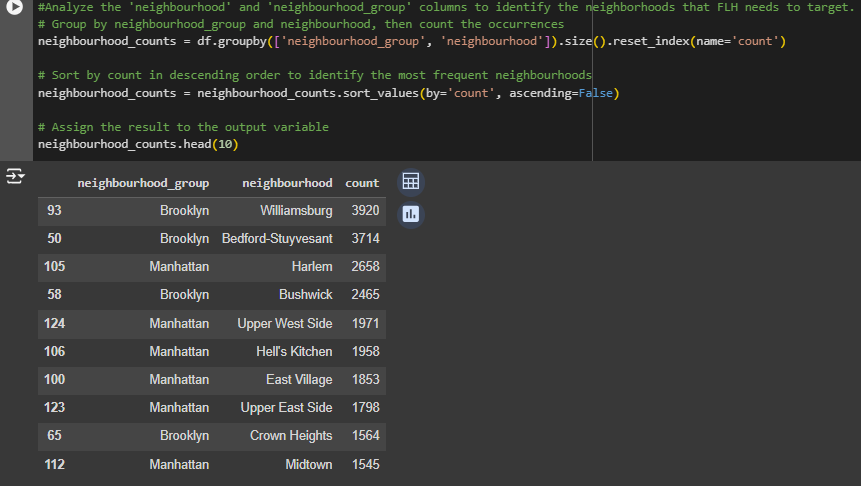 #Analyze the 'neighbourhood' and 'neighbourhood_group' columns to identify the neighborhoods that FLH needs to target.
# Group by neighbourhood_group and neighbourhood, then count the occurrences
neighbourhood_counts = df.groupby(['neighbourhood_group', 'neighbourhood']).size().reset_index(name='count')
# Sort by count in descending order to identify the most frequent neighbourhoods
neighbourhood_counts = neighbourhood_counts.sort_values(by='count', ascending=False)
# Assign the result to the output variable
neighbourhood_counts.head(10)
neighbourhood_group neighbourhood count
93 Brooklyn Williamsburg 3920
50 Brooklyn Bedford-Stuyvesant 3714
105 Manhattan Harlem 2658
58 Brooklyn Bushwick 2465
124 Manhattan Upper West Side 1971
106 Manhattan Hell's Kitchen 1958
100 Manhattan East Village 1853
123 Manhattan Upper East Side 1798
65 Brooklyn Crown Heights 1564
112 Manhattan Midtown 1545